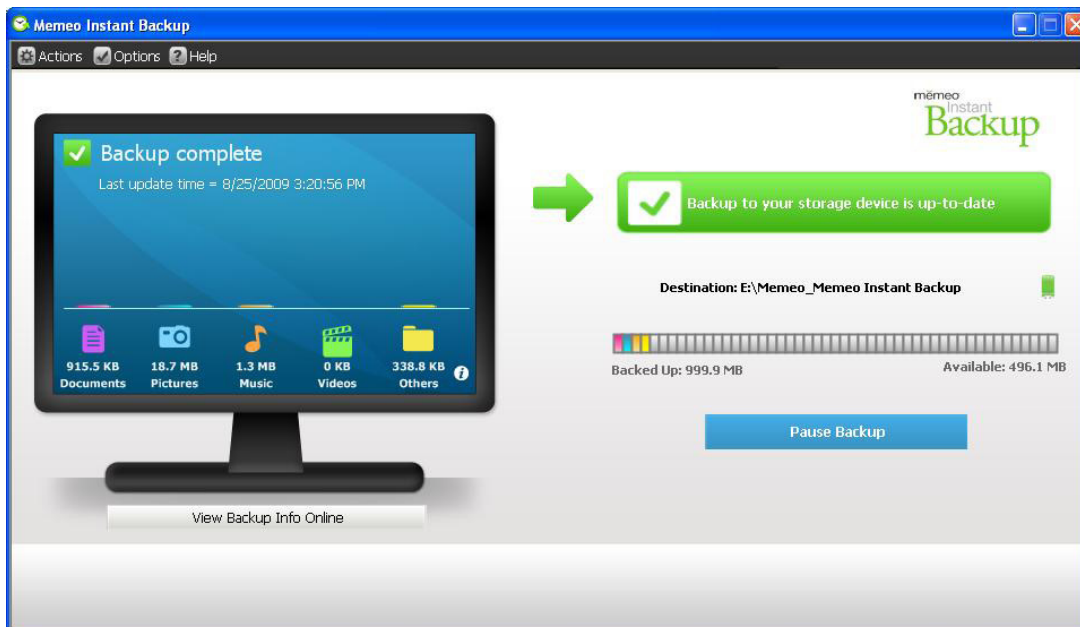 Memeo Instant Backup
Actions Options ? Help
mēmeo
Instant
Backup
Backup complete
Last update time = 8/25/2009 3:20:56 PM
Backup to your storage device is up-to-date
Destination: E:\Memeo_Memeo Instant Backup
915.5 KB 18.7 MB 1.3 MB 0 KB 338.8 KB i
Documents Pictures Music Videos Others
Backed Up: 999.9 MB Available: 496.1 MB
Pause Backup
View Backup Info Online